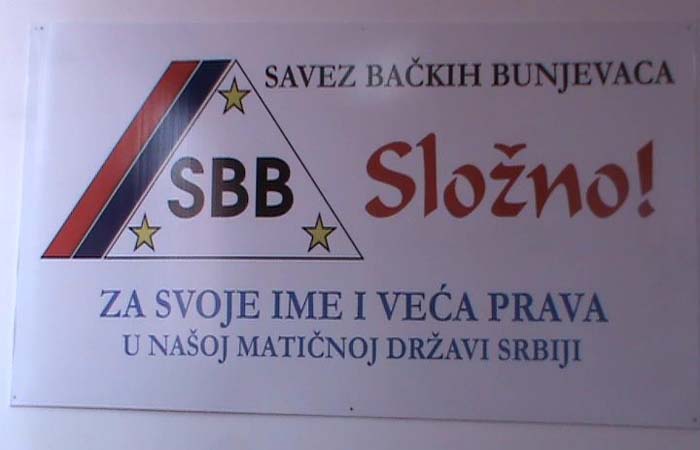 SAVEZ BAČKIH BUNJEVACA
SBB
Složno!
ZA SVOJE IME I VEĆA PRAVA
U NAŠOJ MATIČNOJ DRŽAVI SRBIJI